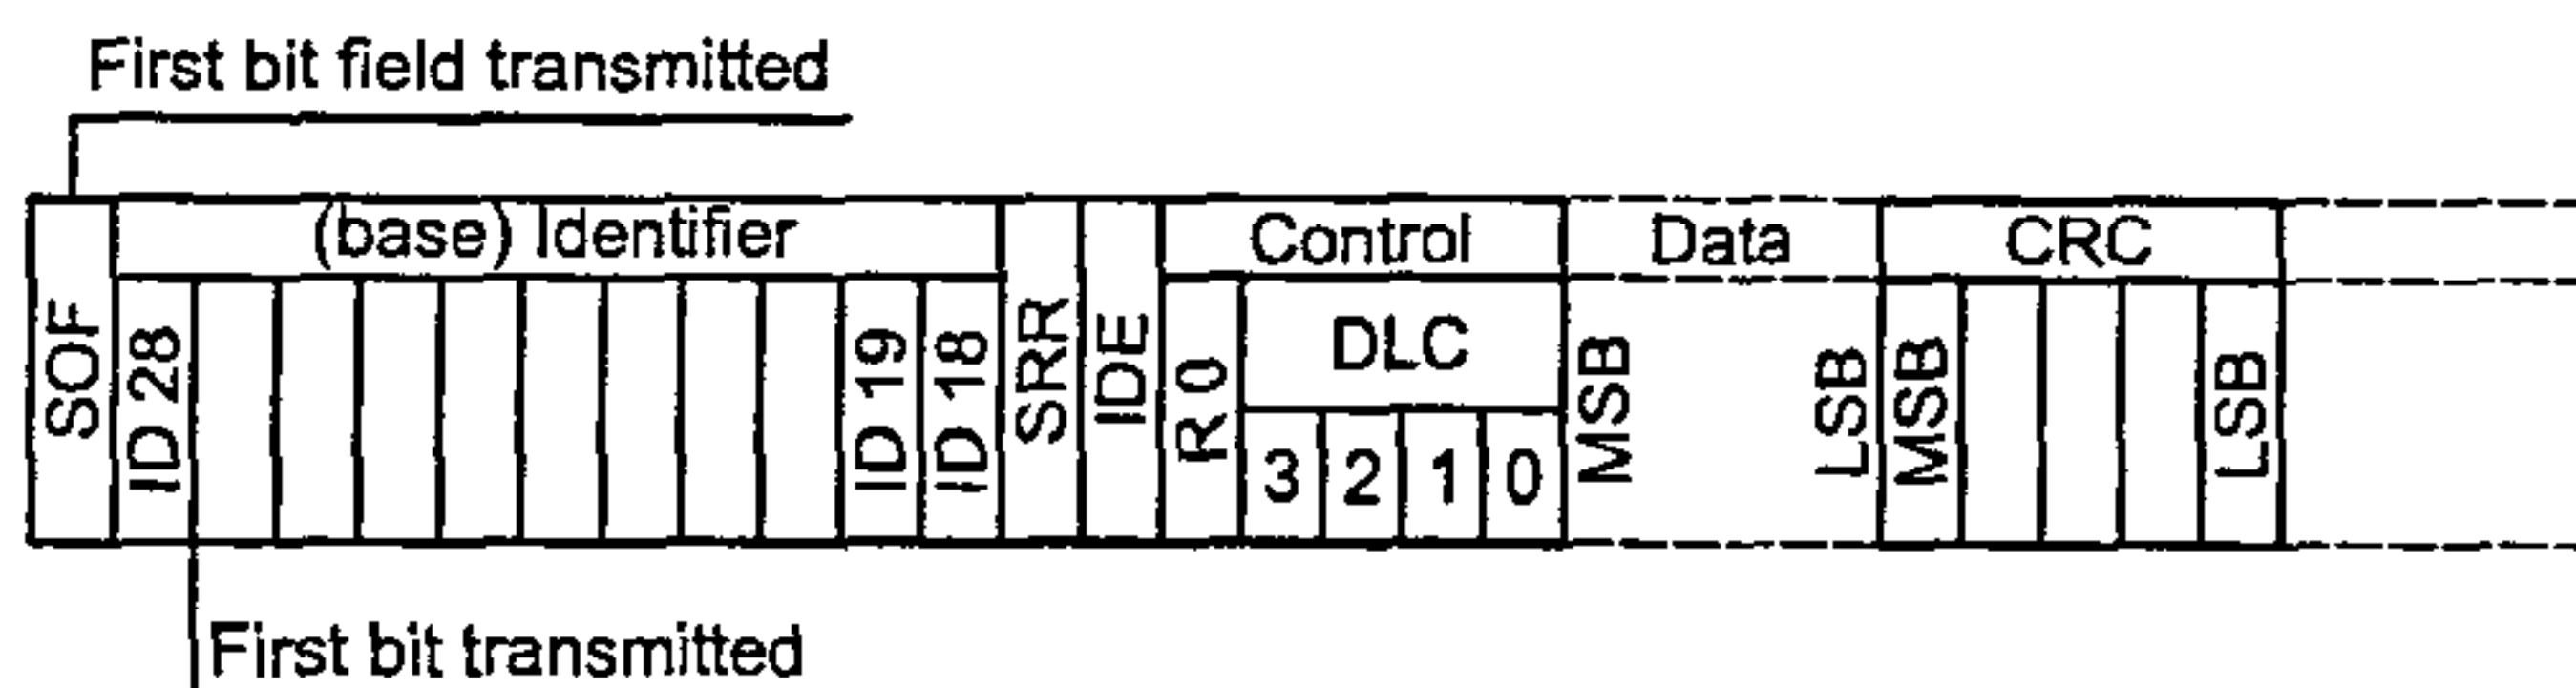 First bit field transmitted
(base) Identifier
Control
Data
CRC
SOF
ID 28
ID 19
ID 18
SRR
IDE
R 0
DLC
3 2 1 0
MSB
LSB
MSB
LSB
First bit transmitted